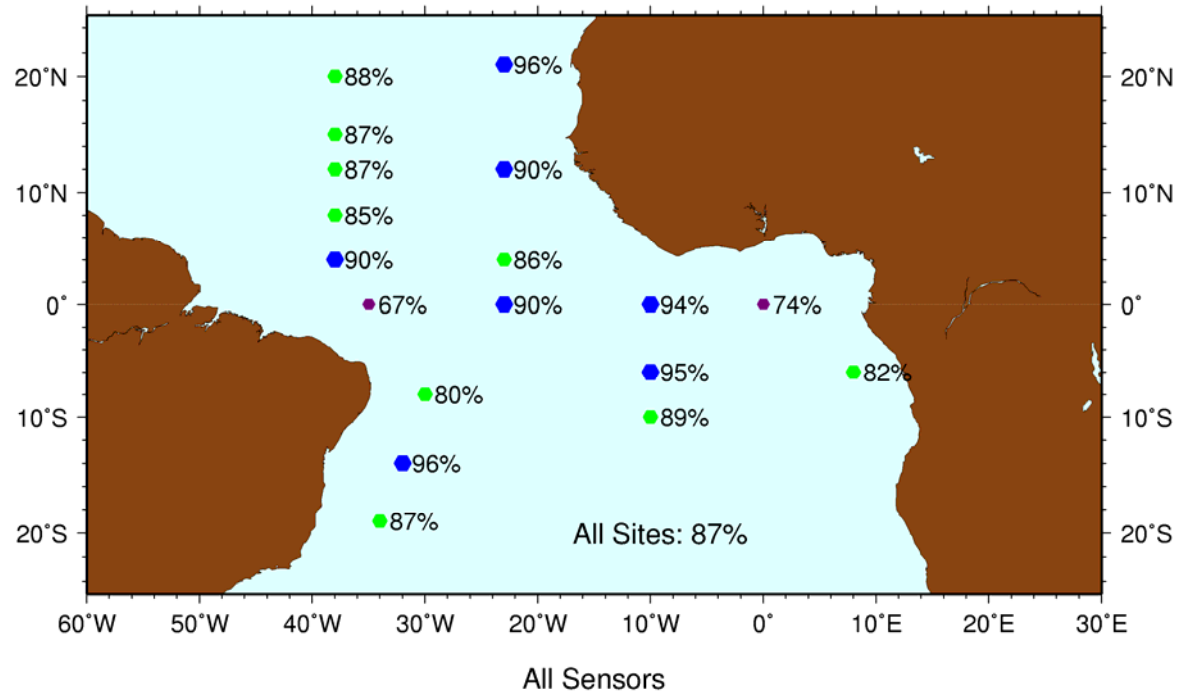 88%
96%
20°N
20°N
87%
87%
90%
10°N
10°N
85%
90%
86%
0°
67%
90%
94%
74%
0°
95%
82%
80%
10°S
89%
10°S
96%
87%
20°S
All Sites: 87%
20°S
60°W 50°W 40°W 30°W 20°W 10°W 0° 10°E 20°E 30°E
All Sensors